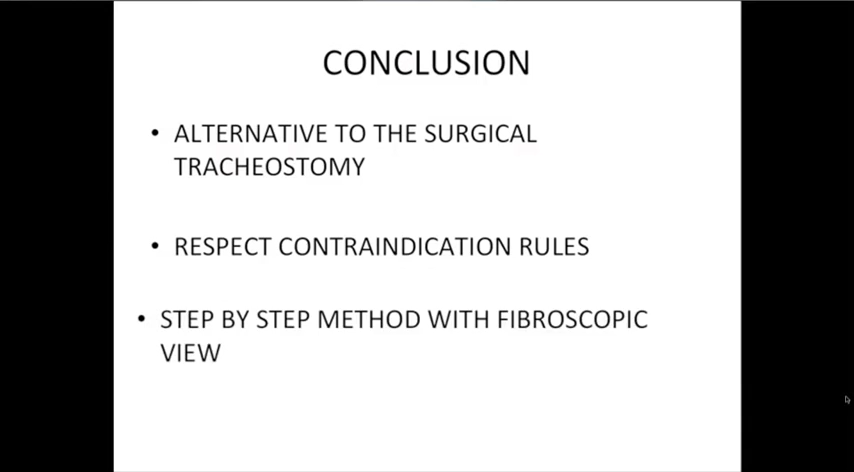 CONCLUSION
• ALTERNATIVE TO THE SURGICAL
TRACHEOSTOMY
• RESPECT CONTRAINDICATION RULES
• STEP BY STEP METHOD WITH FIBROSCOPIC
VIEW